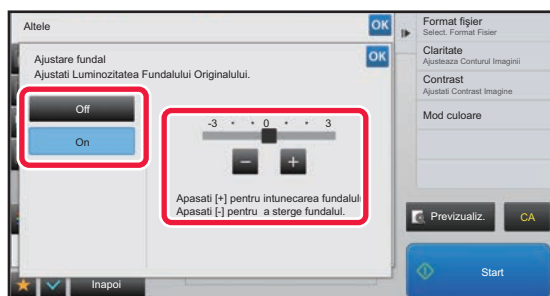 Altele
OK
Ajustare fundal
Ajustati Luminozitatea Fundalului Originalului.
OK
Off
On
-3 • • 0 • • 3
− +
Apasati [+] pentru intunecarea fundalul
Apasati [-] pentru a sterge fundalul.
Inapoi
Format fişier
Select. Format Fisier
Claritate
Ajusteaza Conturul Imaginii
Contrast
Ajustati Contrast Imagine
Mod culoare
Previzualiz.
CA
Start